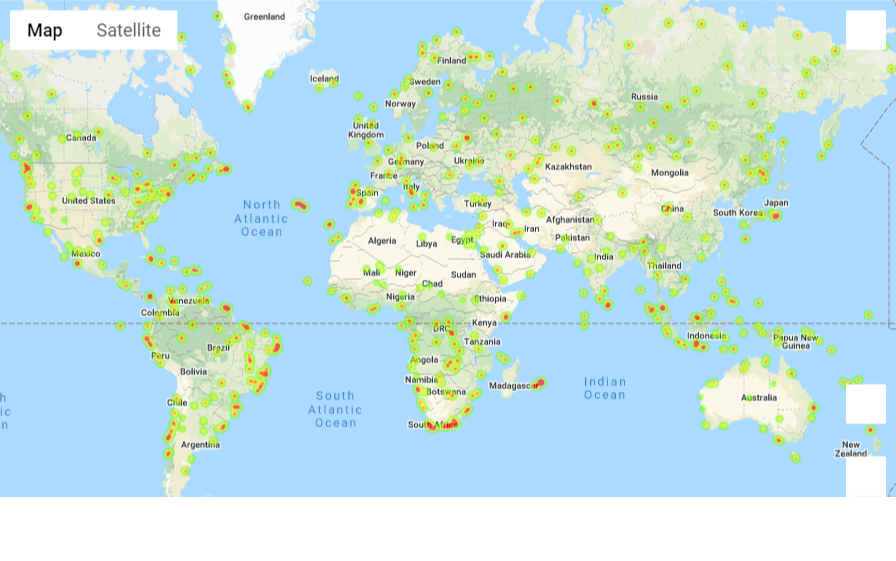 Map
Satellite
Greenland
Iceland
Finland
Sweden
Norway
Russia
Canada
United
Kingdom
Poland
Germany
Ukraine
France
Kazakhstan
Mongolia
Italy
Spain
United States
North
Atlantic
Ocean
Turkey
China
Japan
South Korea
Afghanistan
Iraq
Iran
Algeria
Libya
Egypt
Pakistan
Mexico
Saudi Arabia
India
Thailand
Mali
Niger
Sudan
Chad
Venezuela
Nigeria
Ethiopia
Colombia
Kenya
DRC
Indonesia
Papua New
Guinea
Tanzania
Brazil
Peru
Angola
Bolivia
Namibia
Botswana
Madagascar
Indian
Ocean
South
Atlantic
Ocean
Australia
Chile
South Africa
Argentina
New
Zealand
h
ic
n